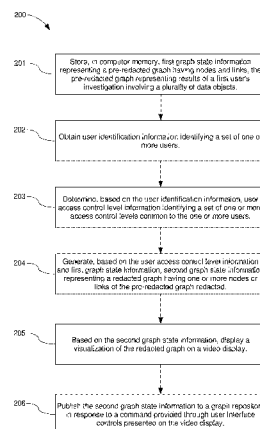 200
201
Store, in computer memory, first graph state information
representing a pre-redacted graph having nodes and links, the
pre-redacted graph representing results of a first user's
investigation involving a plurality of data objects.
202
Obtain user identification information identifying a set of one or
more users.
203
Determine, based on the user identification information, user
access control level information identifying a set of one or more
access control levels common to the one or more users.
204
Generate, based on the user access control level information
and first graph state information, second graph state information
representing a redacted graph having one or more nodes or
links of the pre-redacted graph redacted.
205
Based on the second graph state information, display a
visualization of the redacted graph on a video display.
206
Publish the second graph state information to a graph repository
in response to a command provided through user interface
controls presented on the video display.